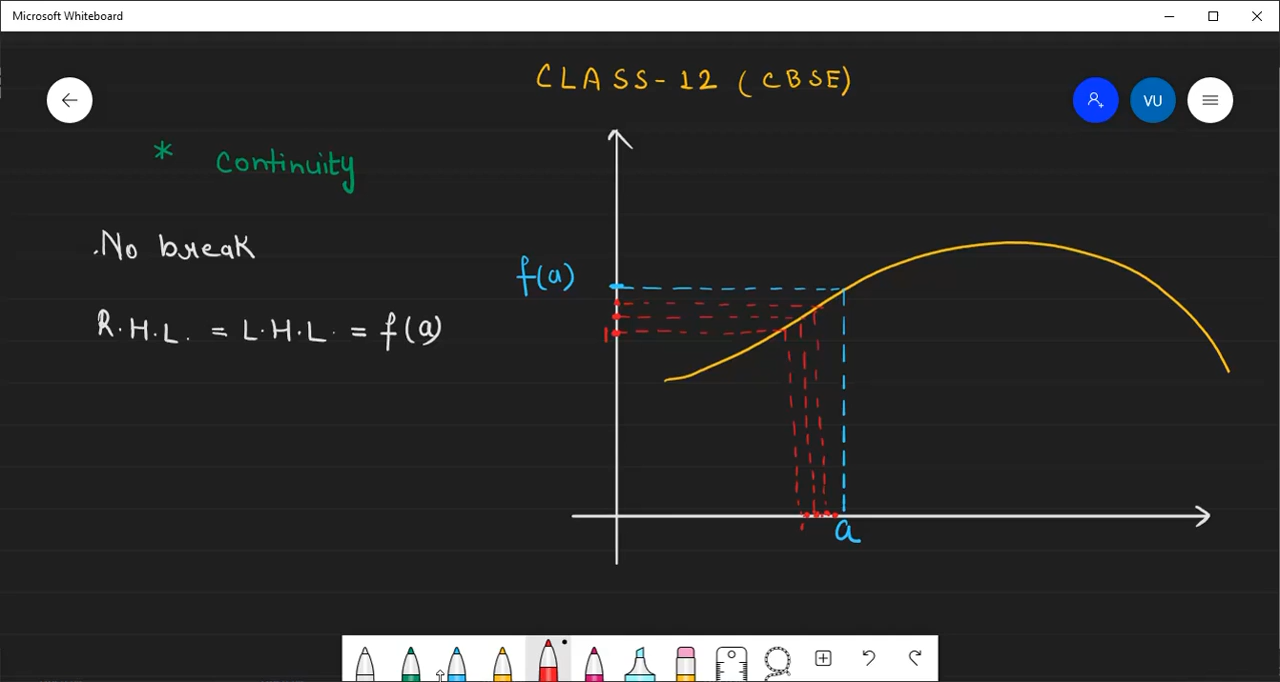 Microsoft Whiteboard
CLASS-12 (CBSE)
VU
* Continuity
.No break
f(a)
R.H.L. = L.H.L. = f(a)
a